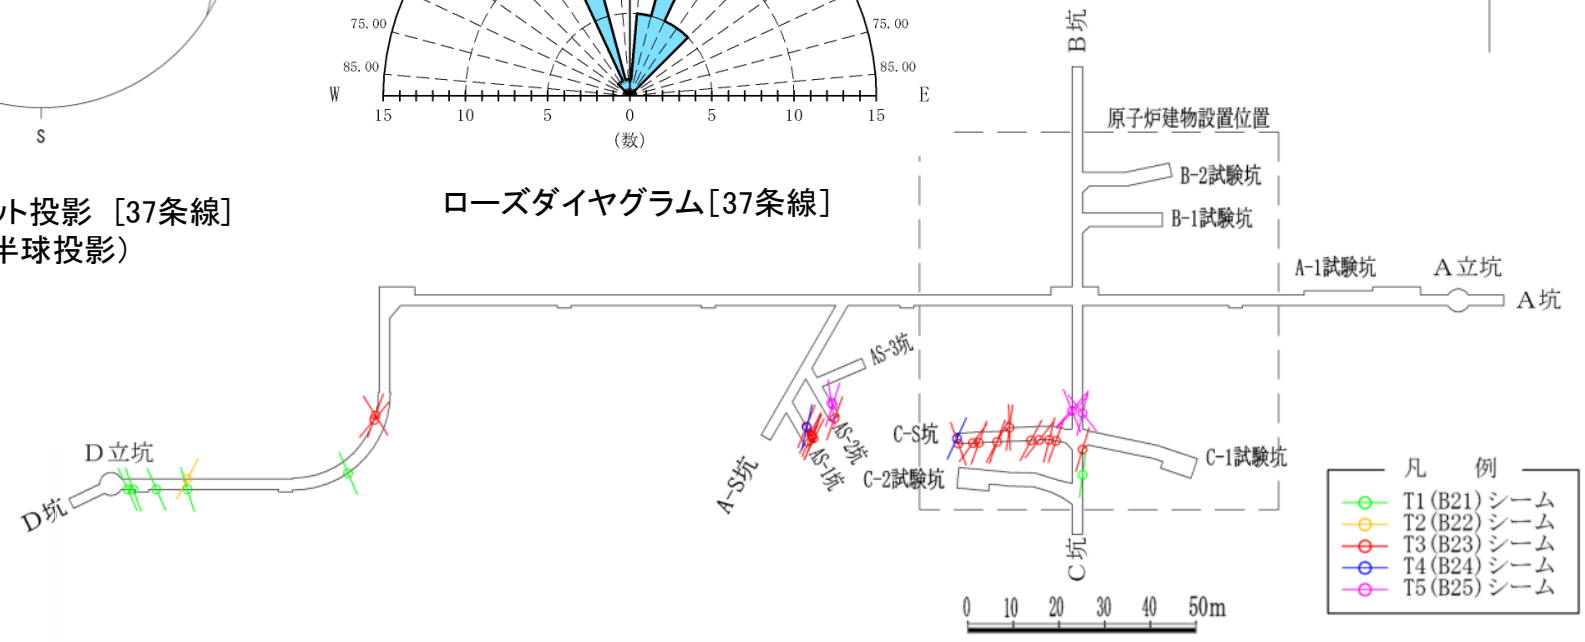 S
75.00
85.00
W
75.00
85.00
E
15
10
5
0
5
10
15
(数)
ット投影 [37条線]
半球投影)
ローズダイヤグラム[37条線]
B坑
原子炉建物設置位置
B-2試験坑
B-1試験坑
A-1試験坑
A立坑
A坑
AS-3坑
AS-2坑
AS-1坑
A-S坑
C-S坑
C-2試験坑
C-1試験坑
C坑
D立坑
D坑
0 10 20 30 40 50m
凡 例
T1(B21)シーム
T2(B22)シーム
T3(B23)シーム
T4(B24)シーム
T5(B25)シーム